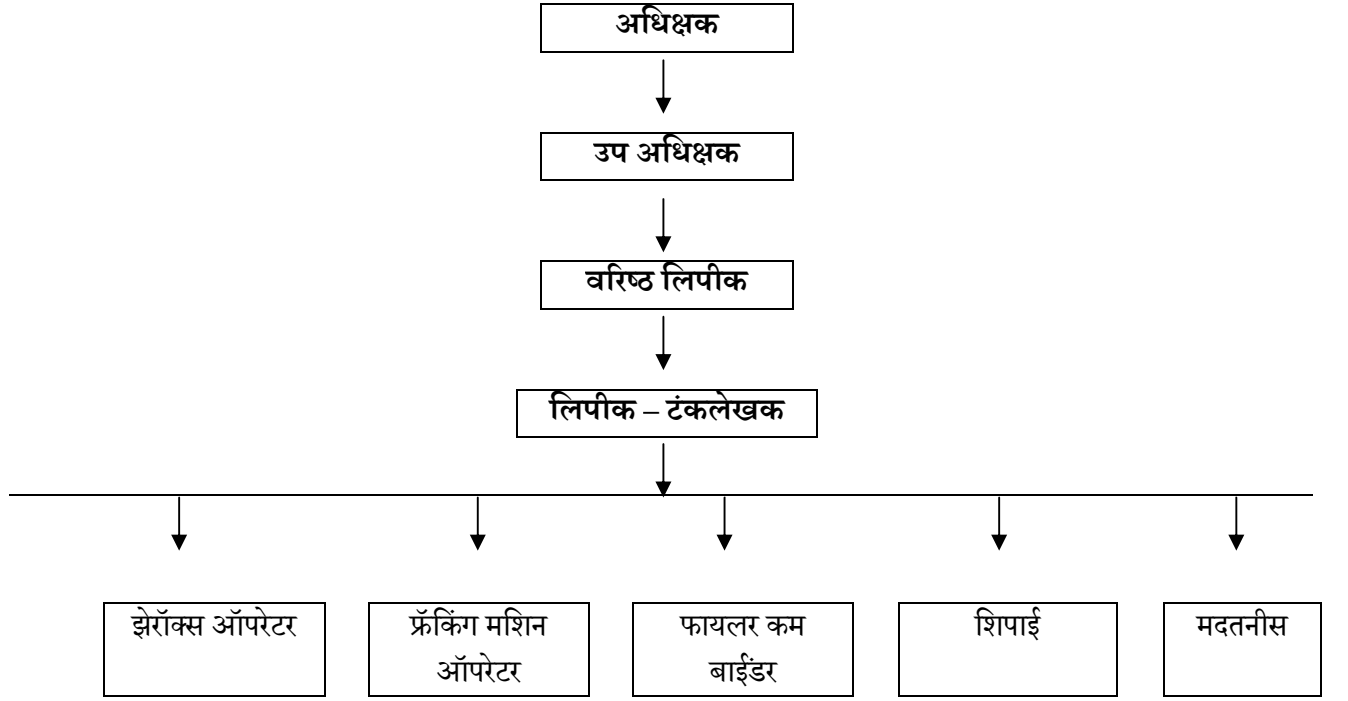 अधिक्षक
उप अधिक्षक
वरिष्ठ लिपीक
लिपीक – टंकलेखक
झेरॉक्स ऑपरेटर
फ्रॅकिंग मशिन
ऑपरेटर
फायलर कम
बाईंडर
शिपाई
मदतनीस